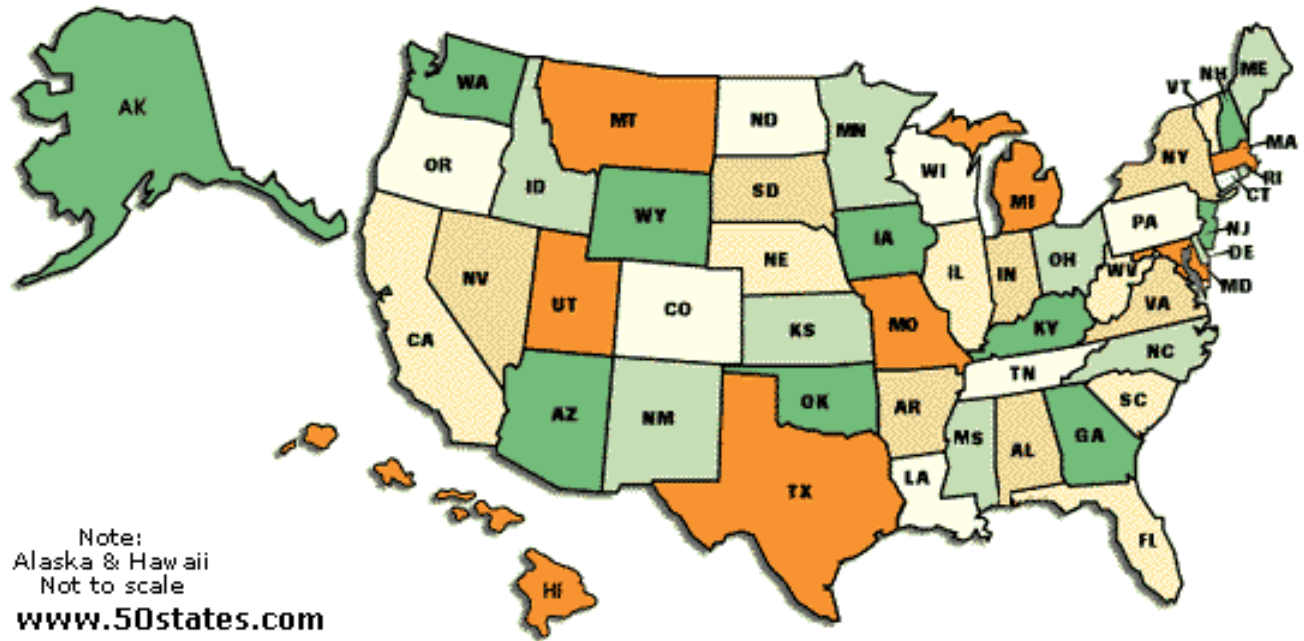 AK
WA
MT
ND
MN
VT
NH
ME
OR
ID
WY
SD
WI
MI
NY
MA
RI
CT
NV
UT
CO
NE
IA
IL
IN
OH
PA
NJ
DE
MD
WV
VA
CA
KS
MO
KY
NC
TN
AZ
NM
OK
AR
SC
MS
AL
GA
TX
LA
FL
HI
Note:
Alaska & Hawaii
Not to scale
www.50states.com